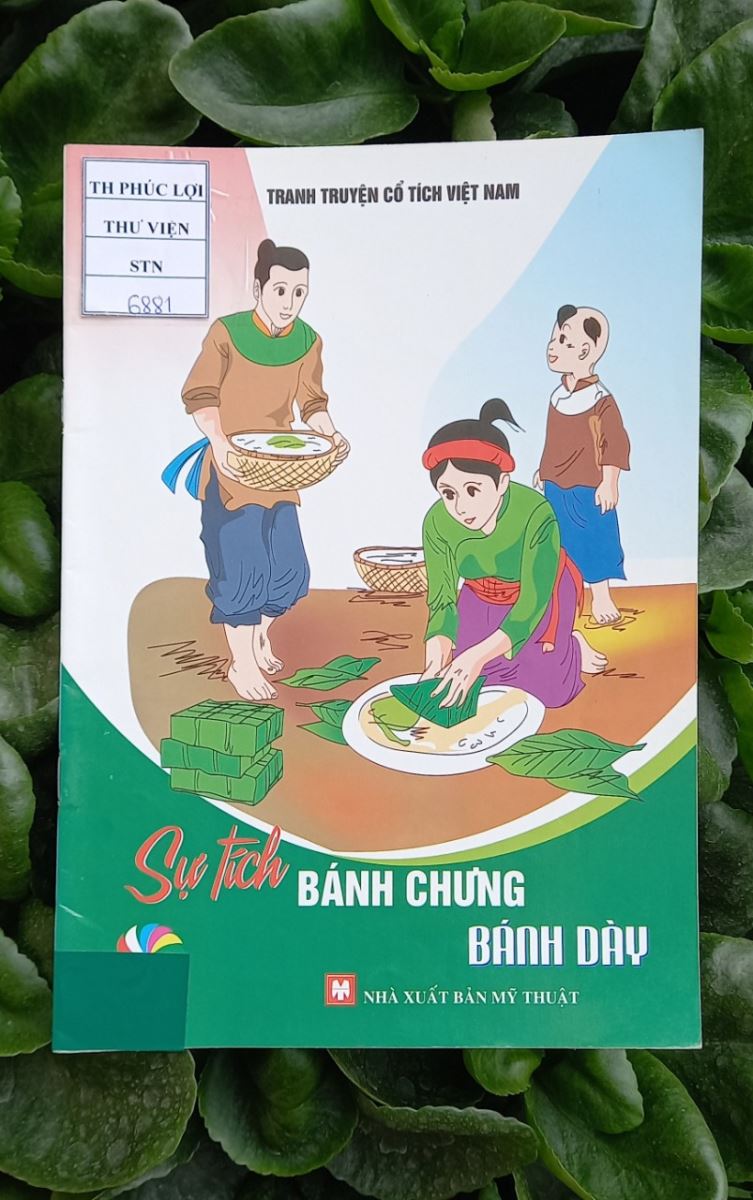 TH PHÚC LỢI
THƯ VIỆN
STN
6881
TRANH TRUYỆN CỔ TÍCH VIỆT NAM
Sự tích
BÁNH CHƯNG
BÁNH DÀY
NHÀ XUẤT BẢN MỸ THUẬT